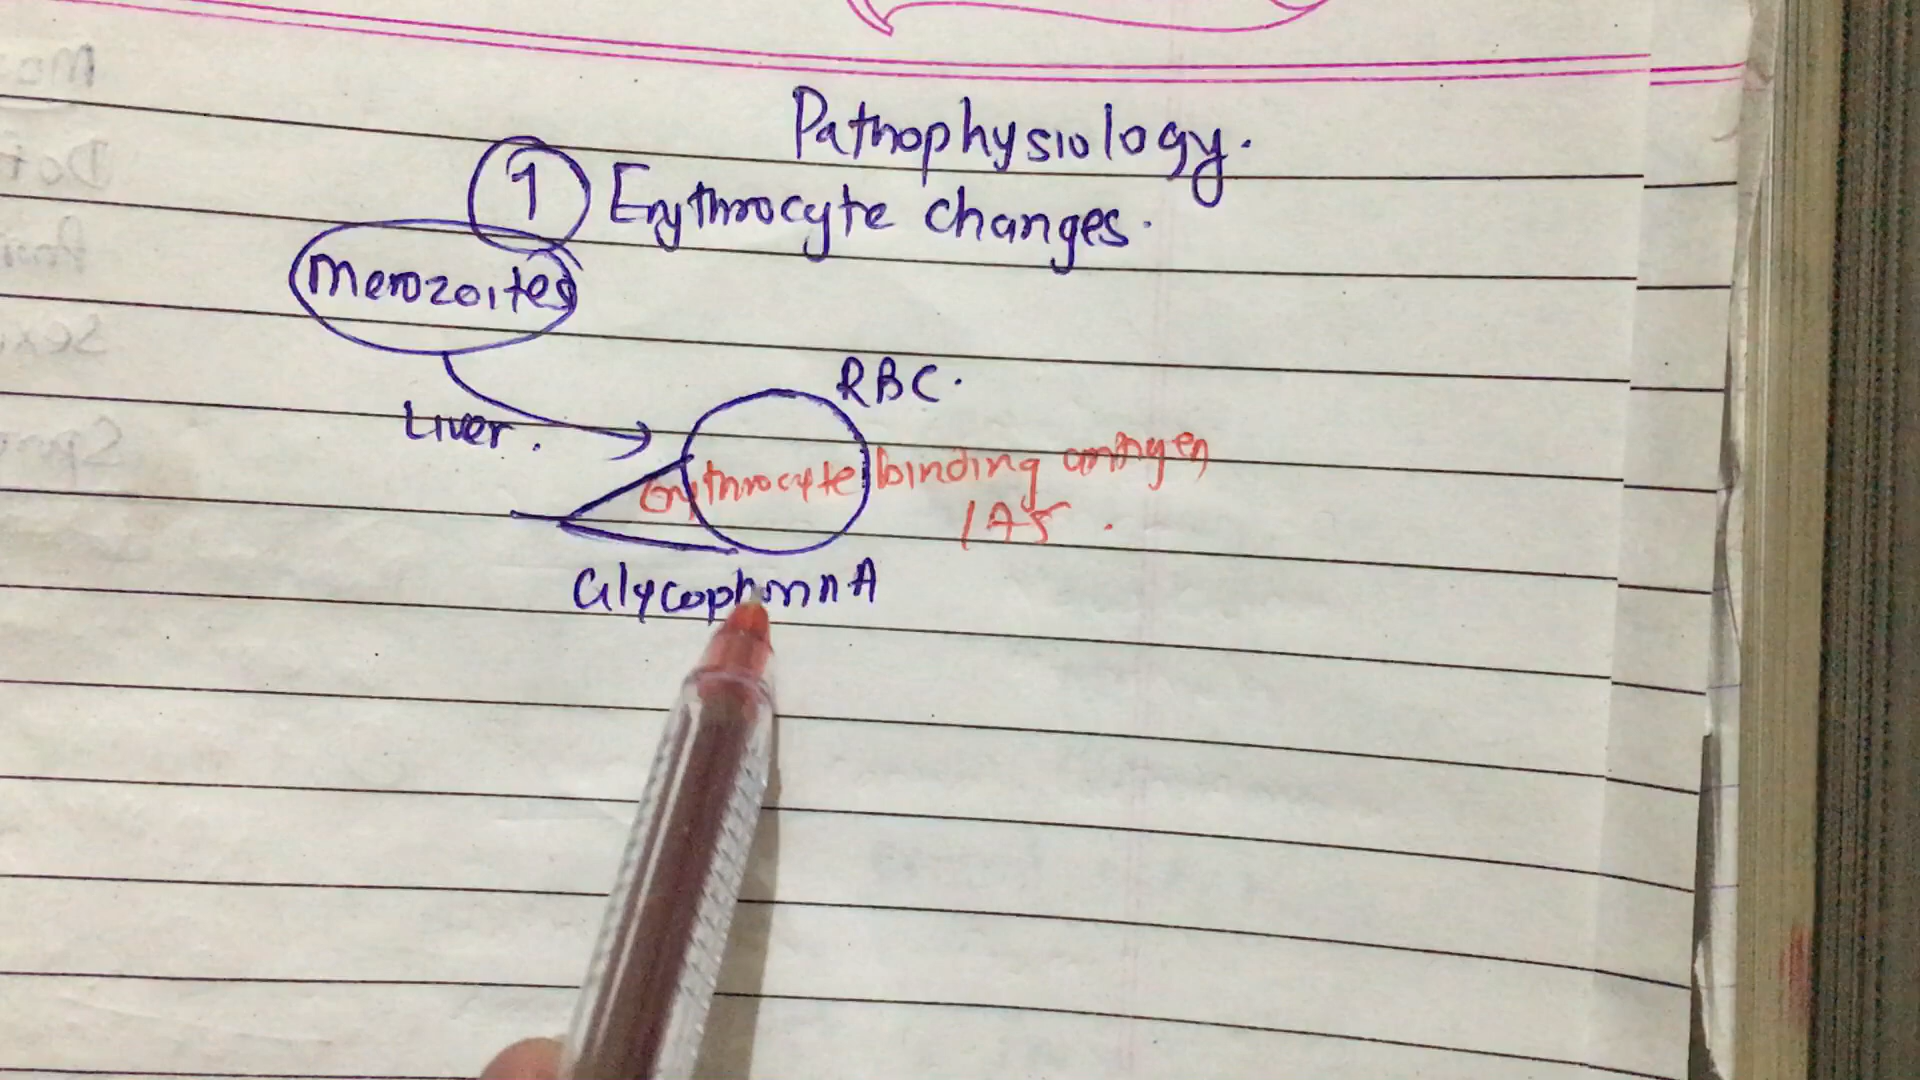 Pathophysiology.
1 Erythrocyte changes.
Merozoites
RBC.
Liver.
erythrocyte binding antigen
175.
Glycophorin A